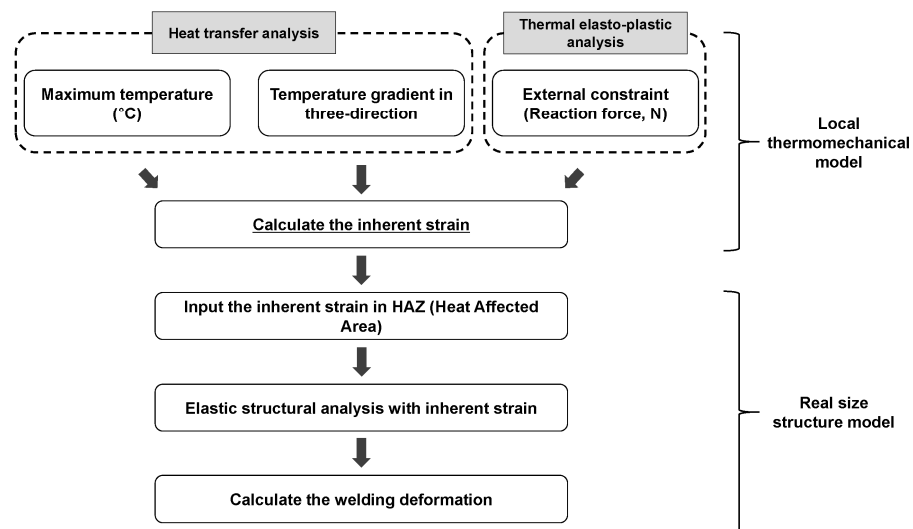 Heat transfer analysis
Thermal elasto-plastic
analysis
Maximum temperature
(°C)
Temperature gradient in
three-direction
External constraint
(Reaction force, N)
Local
thermomechanical
model
Calculate the inherent strain
Input the inherent strain in HAZ (Heat Affected
Area)
Elastic structural analysis with inherent strain
Real size
structure model
Calculate the welding deformation